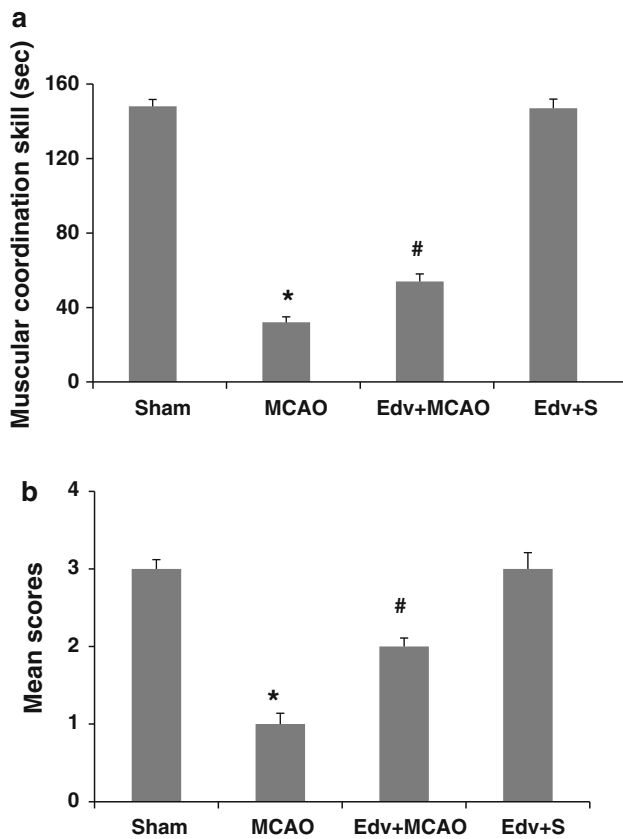 a
Muscular coordination skill (sec)
160
120
80
40
0
*
#
Sham MCAO Edv+MCAO Edv+S
b
Mean scores
4
3
2
1
0
*
#
Sham MCAO Edv+MCAO Edv+S